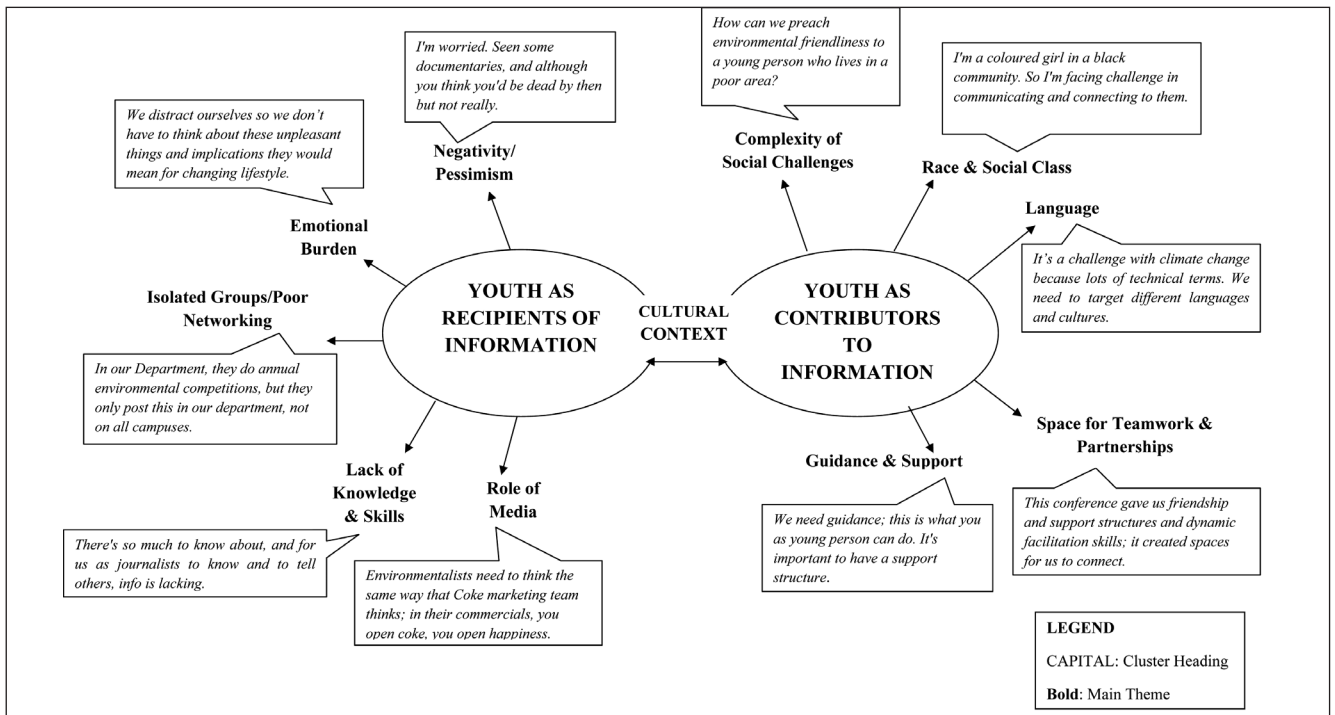 I'm worried. Seen some
documentaries, and although
you think you'd be dead by then
but not really.
We distract ourselves so we don’t
have to think about these unpleasant
things and implications they would
mean for changing lifestyle.
Negativity/
Pessimism
Emotional
Burden
Isolated Groups/Poor
Networking
In our Department, they do annual
environmental competitions, but they
only post this in our department, not
on all campuses.
Lack of
Knowledge
& Skills
There's so much to know about, and for
us as journalists to know and to tell
others, info is lacking.
Role of
Media
Environmentalists need to think the
same way that Coke marketing team
thinks; in their commercials, you
open coke, you open happiness.
YOUTH AS
RECIPIENTS OF
INFORMATION
CULTURAL
CONTEXT
YOUTH AS
CONTRIBUTORS
TO
INFORMATION
How can we preach
environmental friendliness to
a young person who lives in a
poor area?
Complexity of
Social Challenges
I'm a coloured girl in a black
community. So I'm facing challenge in
communicating and connecting to them.
Race & Social Class
Language
It’s a challenge with climate change
because lots of technical terms. We
need to target different languages
and cultures.
Space for Teamwork &
Partnerships
This conference gave us friendship
and support structures and dynamic
facilitation skills; it created spaces
for us to connect.
Guidance & Support
We need guidance; this is what you
as young person can do. It's
important to have a support
structure.
LEGEND
CAPITAL: Cluster Heading
Bold: Main Theme